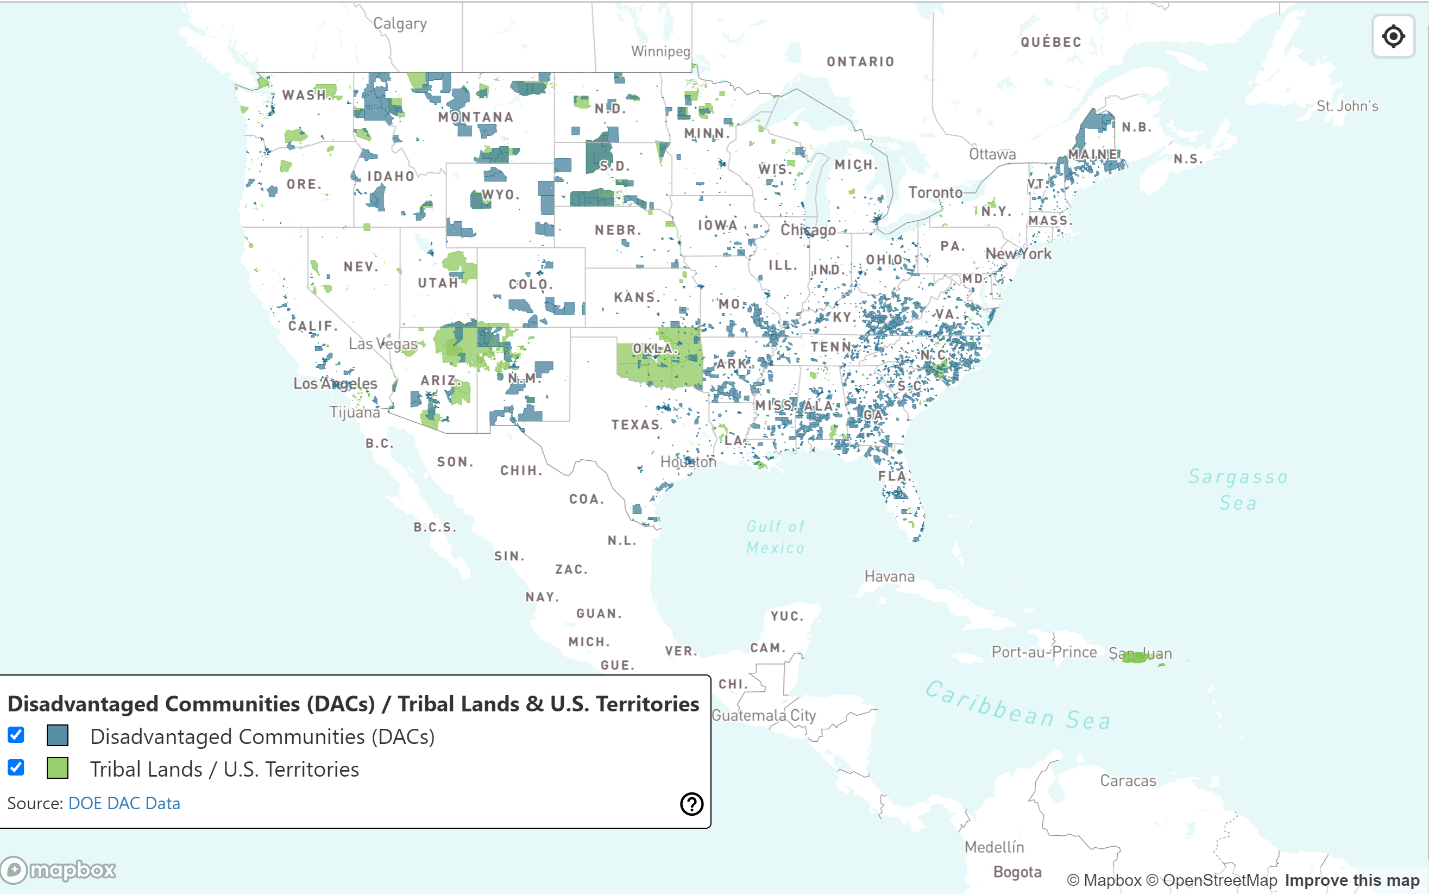 Calgary
Winnipeg
ONTARIO
QUÉBEC
St. John's
WASH.
MONTANA
N.D.
MINN.
N.B.
Ottawa
MAINE
N.S.
ORE.
IDAHO
S.D.
WIS.
MICH.
Toronto
VT.
WYO.
N.Y.
MASS.
NEBR.
IOWA
Chicago
PA.
New York
NEV.
UTAH
COLO.
ILL.
IND.
OHIO
MD.
KANS.
MO.
KY.
VA.
CALIF.
Las Vegas
OKLA.
TENN.
N.C.
Los Angeles
ARIZ.
N.M.
ARK.
S.C.
Tijuana
TEXAS
MISS.
ALA.
GA.
B.C.
LA.
SON.
CHIH.
Houston
FLA.
Sargasso
Sea
COA.
B.C.S.
Gulf of
Mexico
N.L.
SIN.
ZAC.
Havana
NAY.
GUAN.
YUC.
MICH.
VER.
CAM.
Port-au-Prince
San Juan
GUE.
CHI.
Caribbean Sea
Guatemala City
Caracas
Medellín
Bogota
Disadvantaged Communities (DACs) / Tribal Lands & U.S. Territories
Disadvantaged Communities (DACs)
Tribal Lands / U.S. Territories
Source: DOE DAC Data
?
mapbox
© Mapbox © OpenStreetMap Improve this map